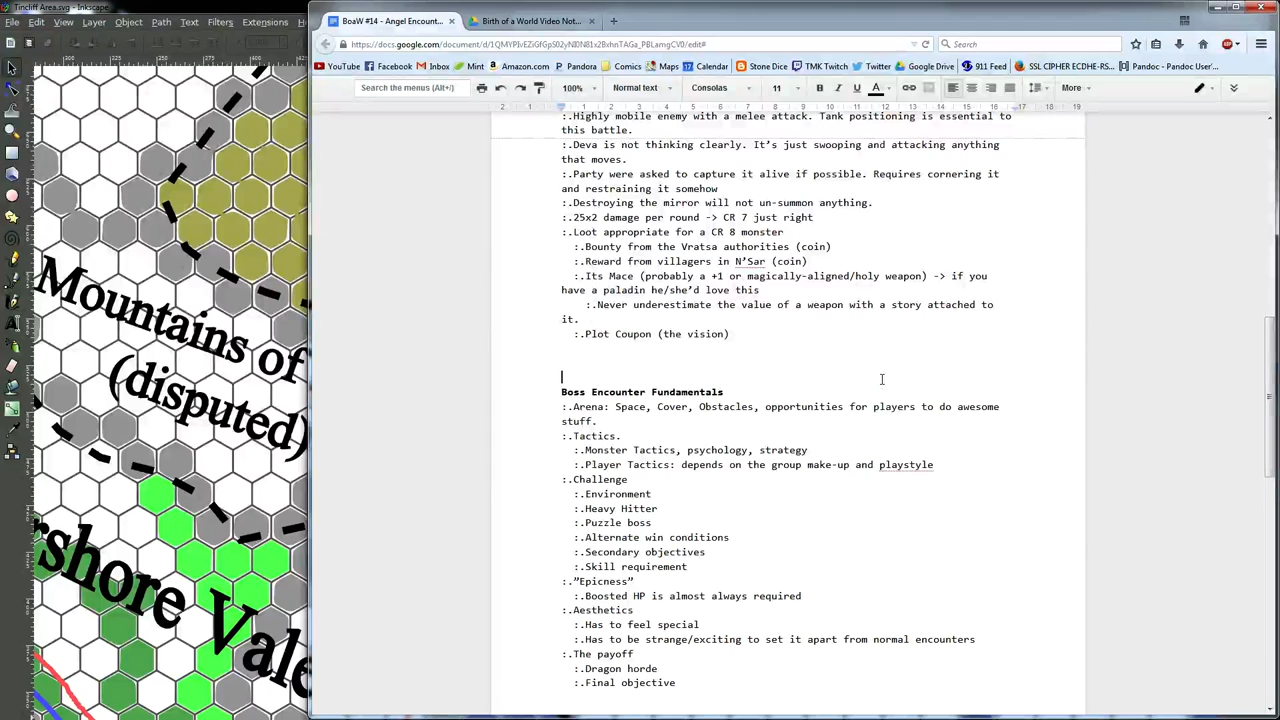 Tincliff Area.svg - Inkscape
File Edit View Layer Object Path Text Filters Extensions
BoaW #14 - Angel Encount...
Birth of a World Video Not...
Search
YouTube Facebook Inbox Mint Amazon.com Pandora Comics Maps Calendar Stone Dice TMK Twitch Twitter Google Drive 911 Feed SSL CIPHER ECDHE-RS... Pandoc - Pandoc User'...
Search the menus (Alt+/) 100% Normal text Consolas 11 B I U A More
:.Highly mobile enemy with a melee attack. Tank positioning is essential to
this battle.
:.Deva is not thinking clearly. It's just swooping and attacking anything
that moves.
:.Party were asked to capture it alive if possible. Requires cornering it
and restraining it somehow
:.Destroying the mirror will not un-summon anything.
:.25x2 damage per round -> CR 7 just right
:.Loot appropriate for a CR 8 monster
:.Bounty from the Vratsa authorities (coin)
:.Reward from villagers in N'Sar (coin)
:.Its Mace (probably a +1 or magically-aligned/holy weapon) -> if you
have a paladin he/she'd love this
:.Never underestimate the value of a weapon with a story attached to
it.
:.Plot Coupon (the vision)
Boss Encounter Fundamentals
:.Arena: Space, Cover, Obstacles, opportunities for players to do awesome
stuff.
:.Tactics.
:.Monster Tactics, psychology, strategy
:.Player Tactics: depends on the group make-up and playstyle
:.Challenge
:.Environment
:.Heavy Hitter
:.Puzzle boss
:.Alternate win conditions
:.Secondary objectives
:.Skill requirement
:."Epicness"
:.Boosted HP is almost always required
:.Aesthetics
:.Has to feel special
:.Has to be strange/exciting to set it apart from normal encounters
:.The payoff
:.Dragon horde
:.Final objective
Mountains of
(disputed)
rshore Vale